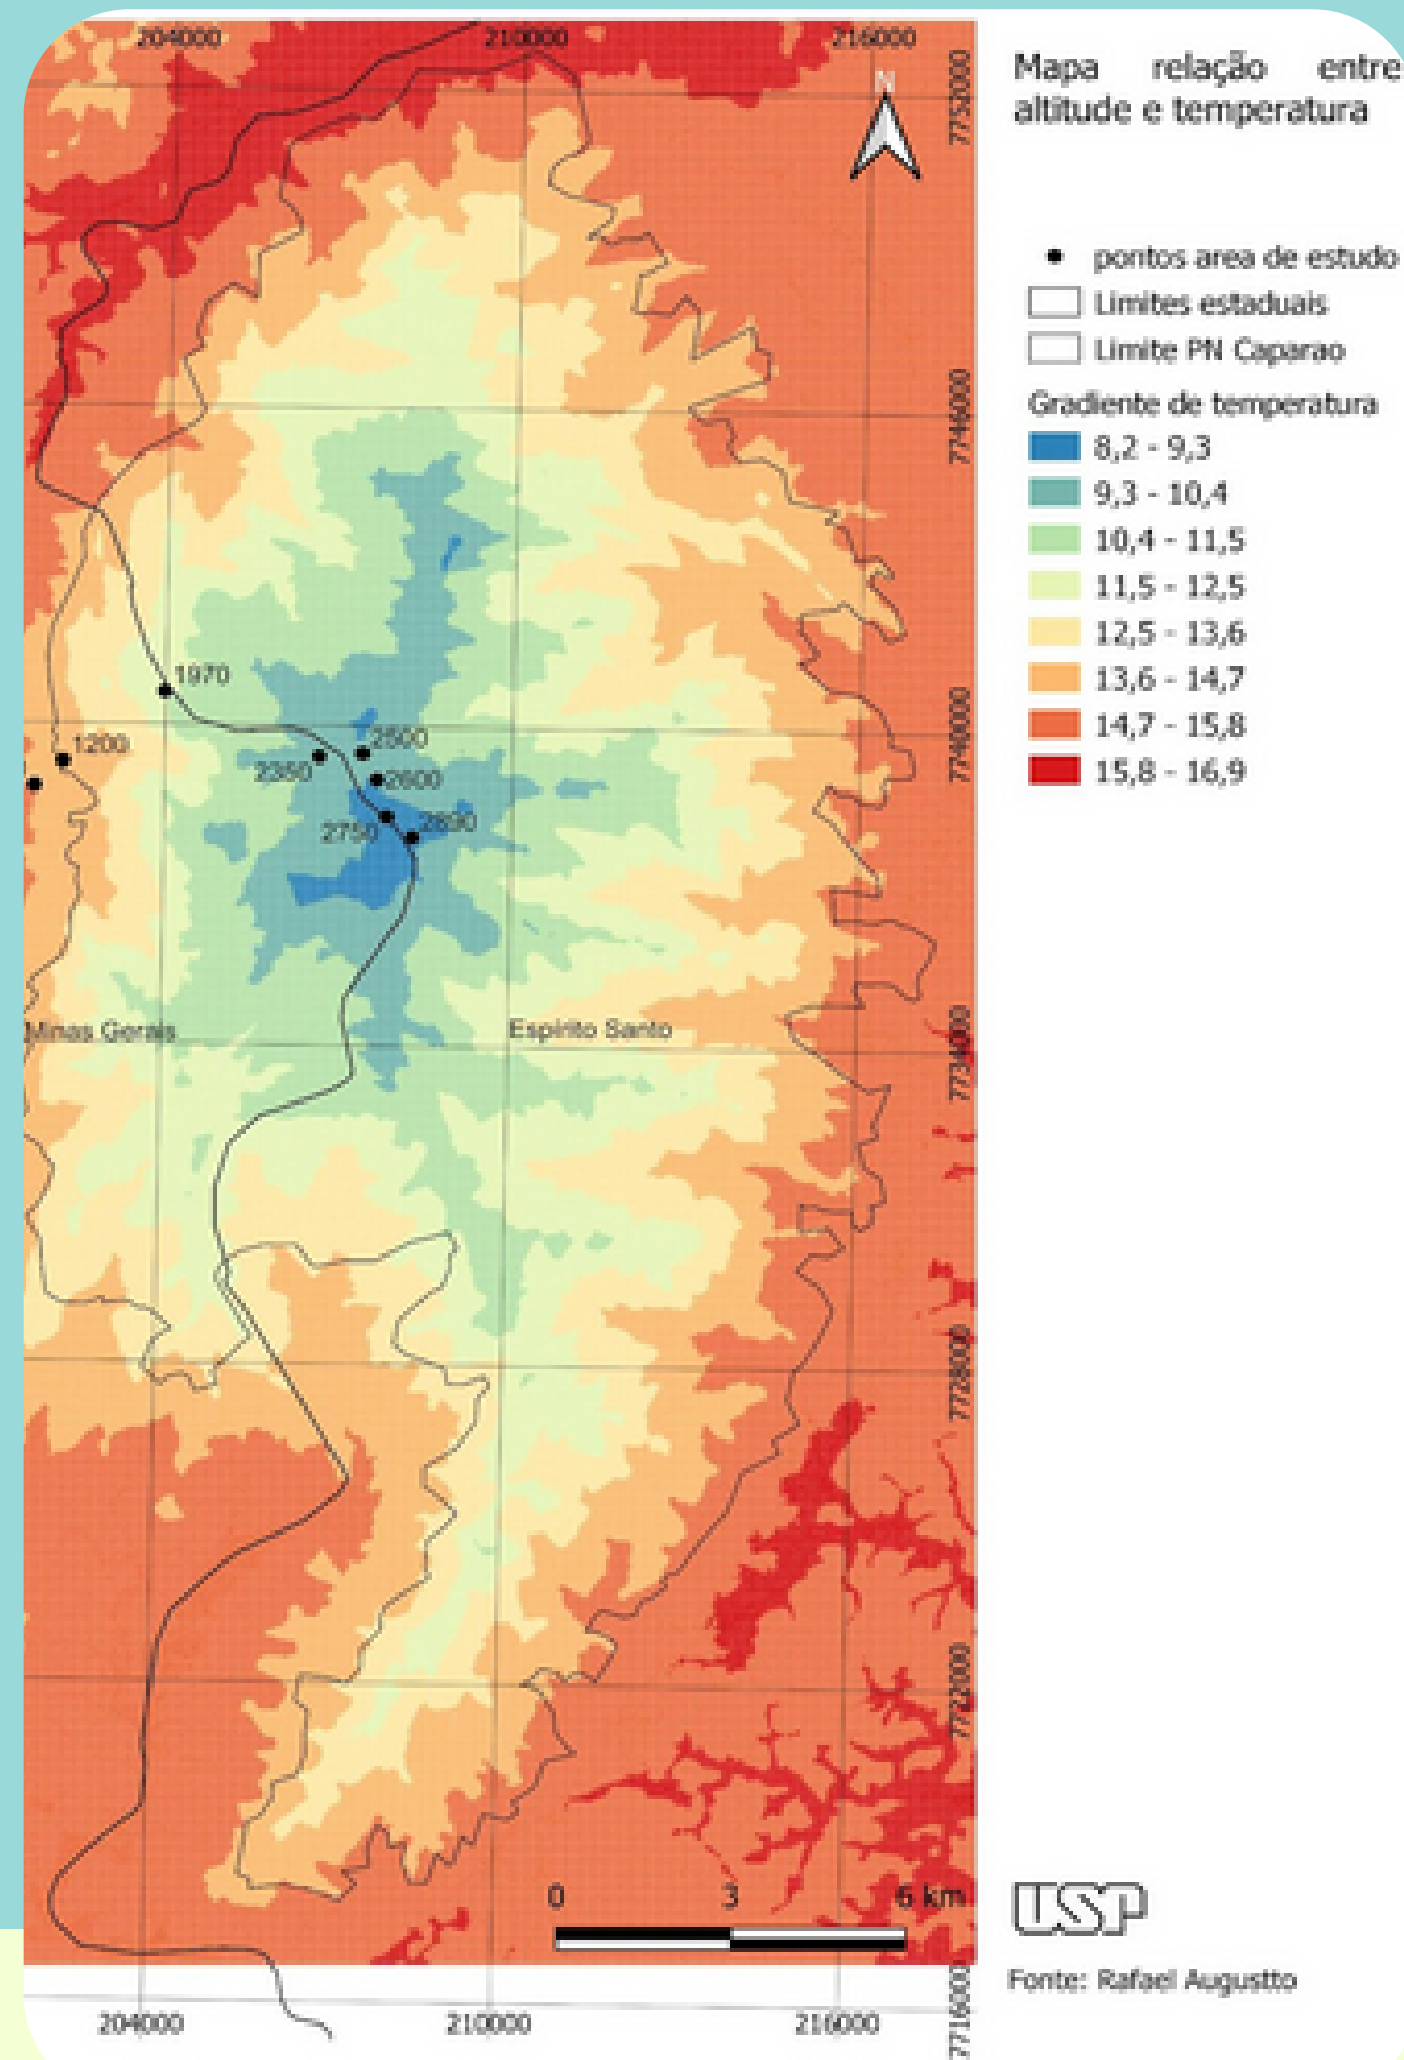 204000 210000 216000
N
7752000
7746000
7740000
7734000
7728000
7722000
7716000
1970
1200
2500
2350
2600
2750
2890
Minas Gerais
Espírito Santo
0 3 6 km
204000 210000 216000
Mapa relação entre
altitude e temperatura
pontos area de estudo
Limites estaduais
Limite PN Caparao
Gradiente de temperatura
8,2 - 9,3
9,3 - 10,4
10,4 - 11,5
11,5 - 12,5
12,5 - 13,6
13,6 - 14,7
14,7 - 15,8
15,8 - 16,9
USP
Fonte: Rafael Augustto